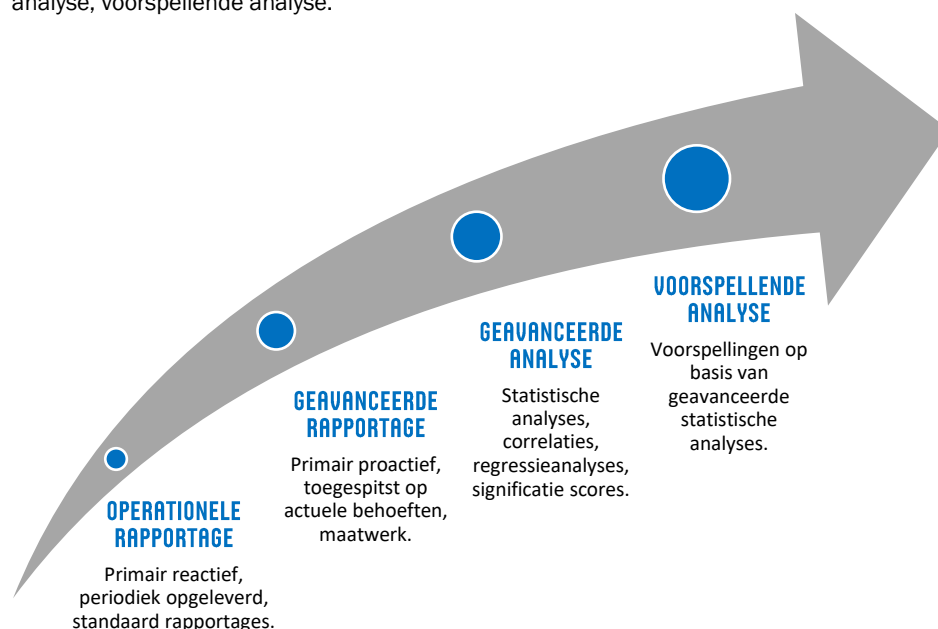 analyse, voorspellende analyse.
VOORSPELLENDE
ANALYSE
Voorspellingen op
basis van
geavanceerde
statistische
analyses.
GEAVANCEERDE
ANALYSE
Statistische
analyses,
correlaties,
regressieanalyses,
significatie scores.
GEAVANCEERDE
RAPPORTAGE
Primair proactief,
toegespitst op
actuele behoeften,
maatwerk.
OPERATIONELE
RAPPORTAGE
Primair reactief,
periodiek opgeleverd,
standaard rapportages.